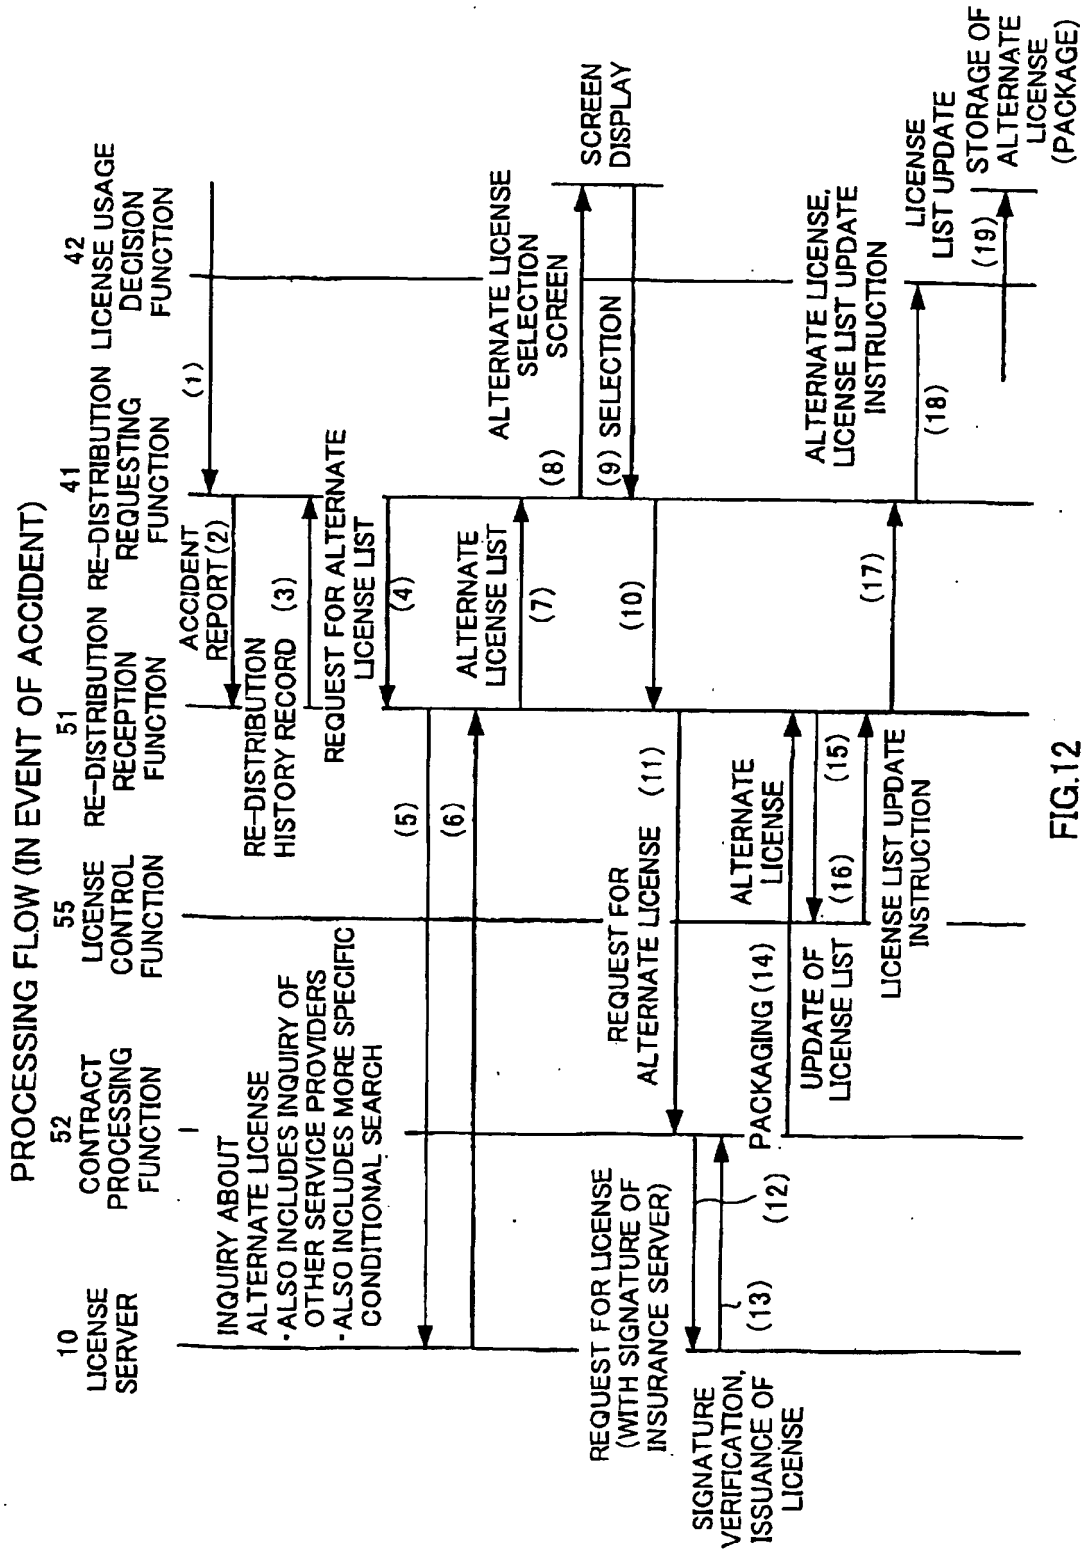 PROCESSING FLOW (IN EVENT OF ACCIDENT)
10
LICENSE
SERVER
52
CONTRACT
PROCESSING
FUNCTION
55
LICENSE
CONTROL
FUNCTION
51
RE-DISTRIBUTION
RECEPTION
FUNCTION
41
RE-DISTRIBUTION
REQUESTING
FUNCTION
42
LICENSE USAGE
DECISION
FUNCTION
(1)
ACCIDENT
REPORT (2)
RE-DISTRIBUTION
HISTORY RECORD (3)
REQUEST FOR ALTERNATE
LICENSE LIST
(4)
INQUIRY ABOUT
ALTERNATE LICENSE
・ALSO INCLUDES INQUIRY OF
OTHER SERVICE PROVIDERS
・ALSO INCLUDES MORE SPECIFIC
CONDITIONAL SEARCH
(5)
(6)
ALTERNATE
LICENSE LIST
(7)
ALTERNATE LICENSE
SELECTION
SCREEN
(8)
SCREEN
DISPLAY
(9) SELECTION
(10)
REQUEST FOR
ALTERNATE LICENSE
(11)
REQUEST FOR LICENSE
(WITH SIGNATURE OF
INSURANCE SERVER)
(12)
SIGNATURE
VERIFICATION,
ISSUANCE OF
LICENSE
(13)
PACKAGING (14)
ALTERNATE
LICENSE
UPDATE OF
LICENSE LIST
(15)
(16)
LICENSE LIST UPDATE
INSTRUCTION
ALTERNATE LICENSE,
LICENSE LIST UPDATE
INSTRUCTION
(17)
(18)
LICENSE
LIST UPDATE
(19)
STORAGE OF
ALTERNATE
LICENSE
(PACKAGE)
FIG.12